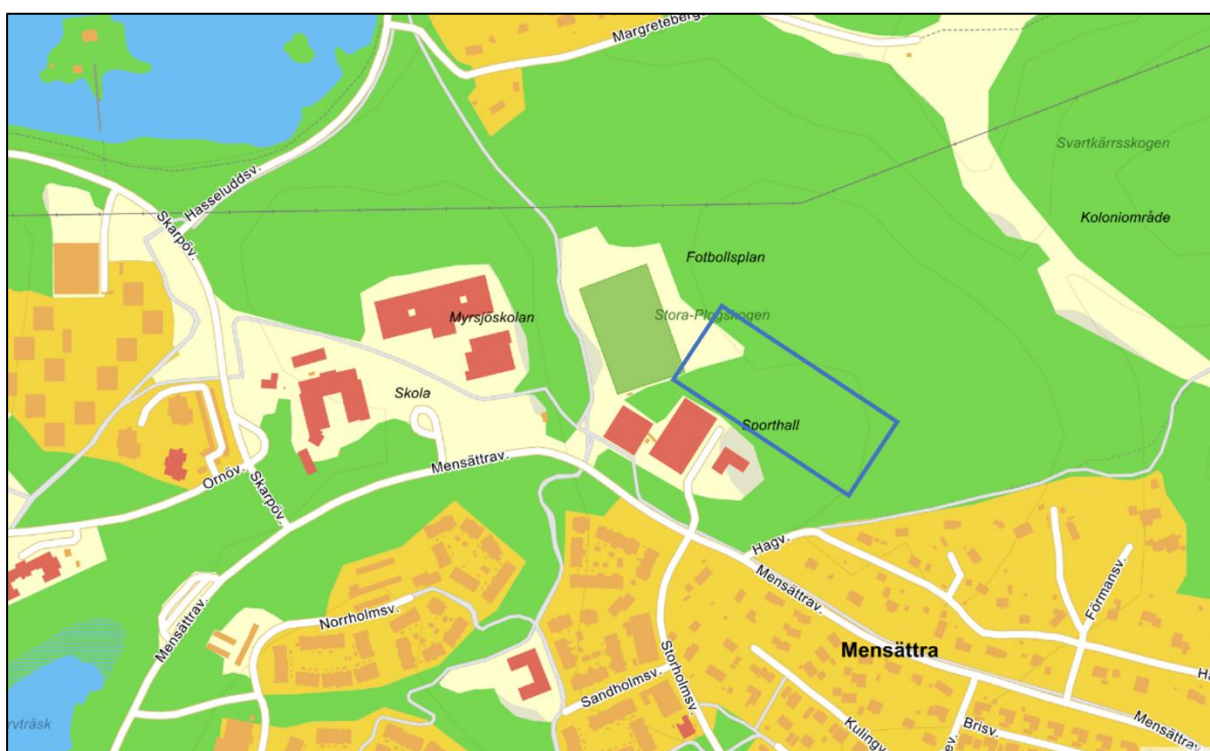 Margreteberg
Svartkärrsskogen
Hasseluddsv.
Skarpöv.
Koloniområde
Fotbollsplan
Myrsjöskolan
Stora-Plogskogen
Skola
Sporthall
Mensättrav.
Ornöv.
Skarpöv.
Hagv.
Mensättrav.
Förmansv.
Norrholmsv.
Mensättrav.
Mensättra
Storholmsv.
Sandholmsv.
Mensättrav.
Kulingv
Brisv.